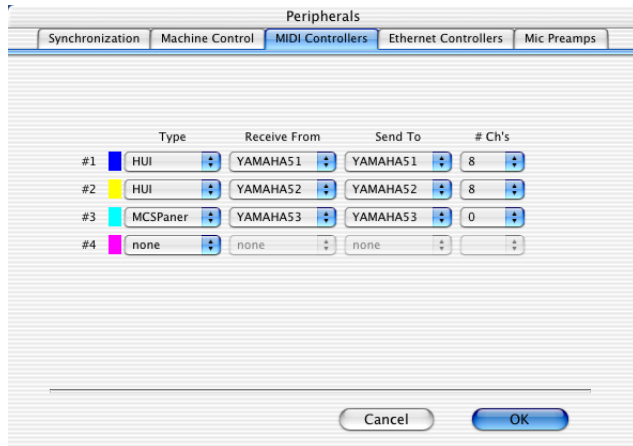 Peripherals
Synchronization Machine Control MIDI Controllers Ethernet Controllers Mic Preamps
Type Receive From Send To # Ch's
#1 HUI YAMAHA51 YAMAHA51 8
#2 HUI YAMAHA52 YAMAHA52 8
#3 MCSPaner YAMAHA53 YAMAHA53 0
#4 none none none
Cancel OK